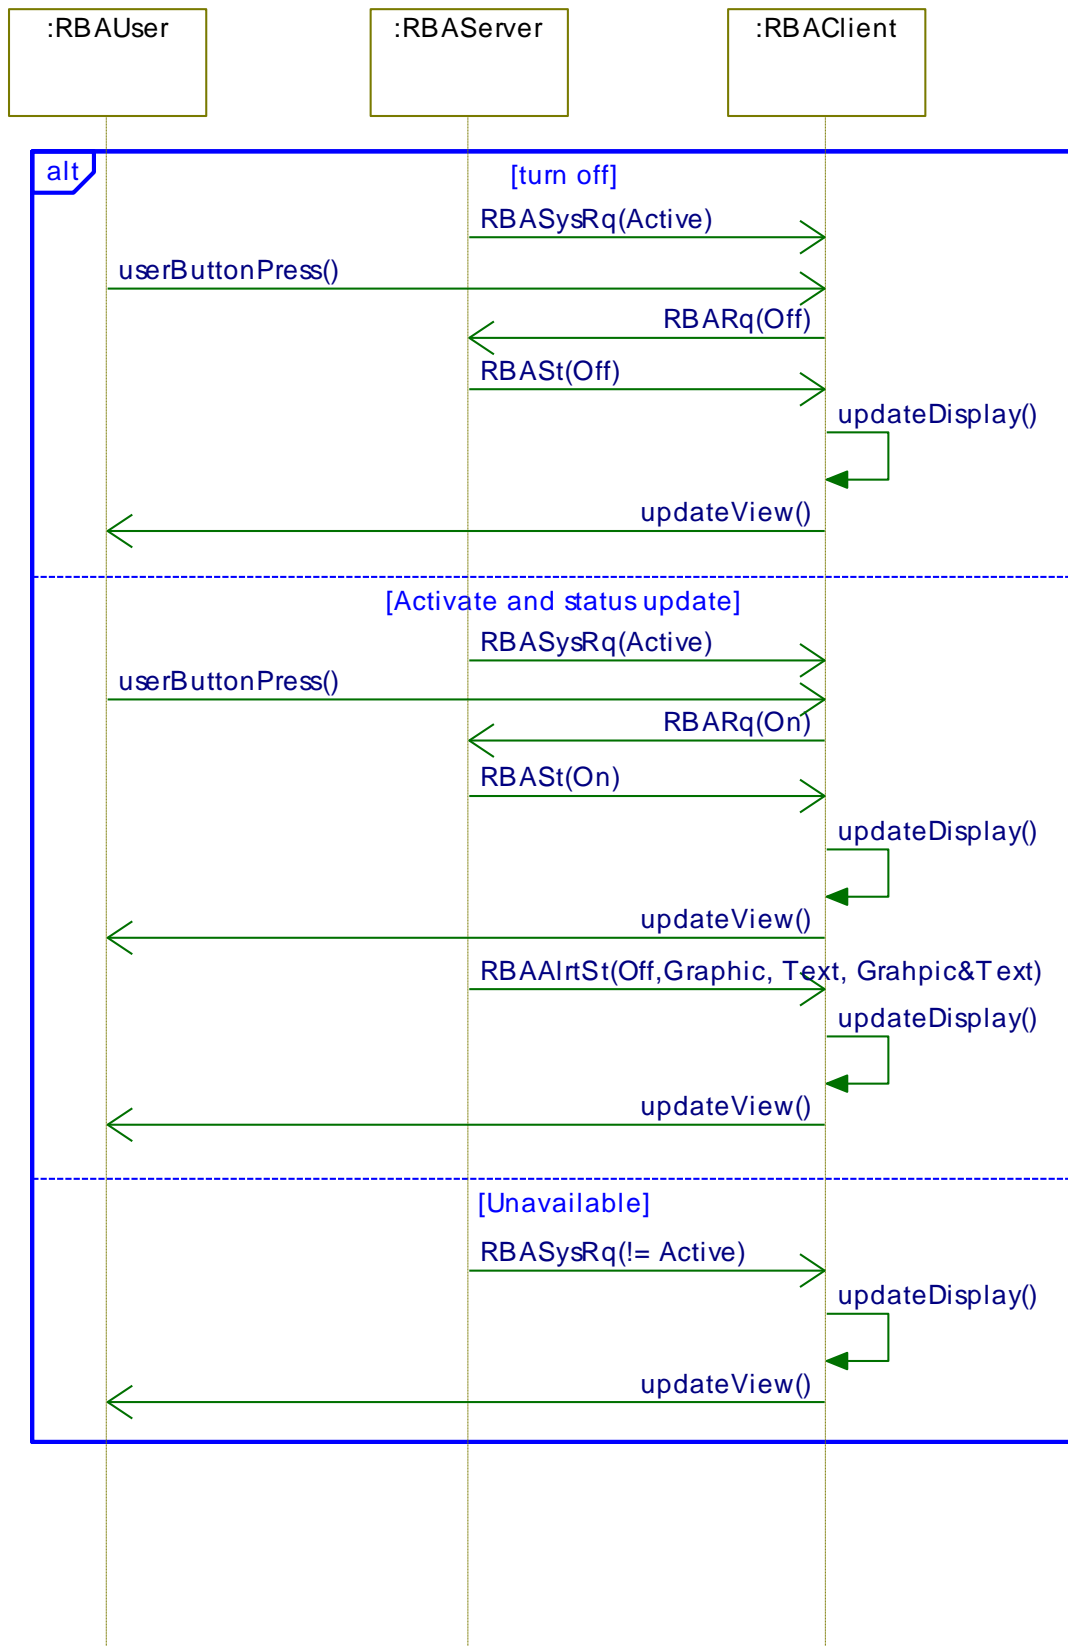 :RBAUser
:RBAServer
:RBAClient
alt
[turn off]
RBASysRq(Active)
userButtonPress()
RBARq(Off)
RBASt(Off)
updateDisplay()
updateView()
[Activate and status update]
RBASysRq(Active)
userButtonPress()
RBARq(On)
RBASt(On)
updateDisplay()
updateView()
RBAAlrtSt(Off,Graphic, Text, Grahpic&Text)
updateDisplay()
updateView()
[Unavailable]
RBASysRq(!= Active)
updateDisplay()
updateView()